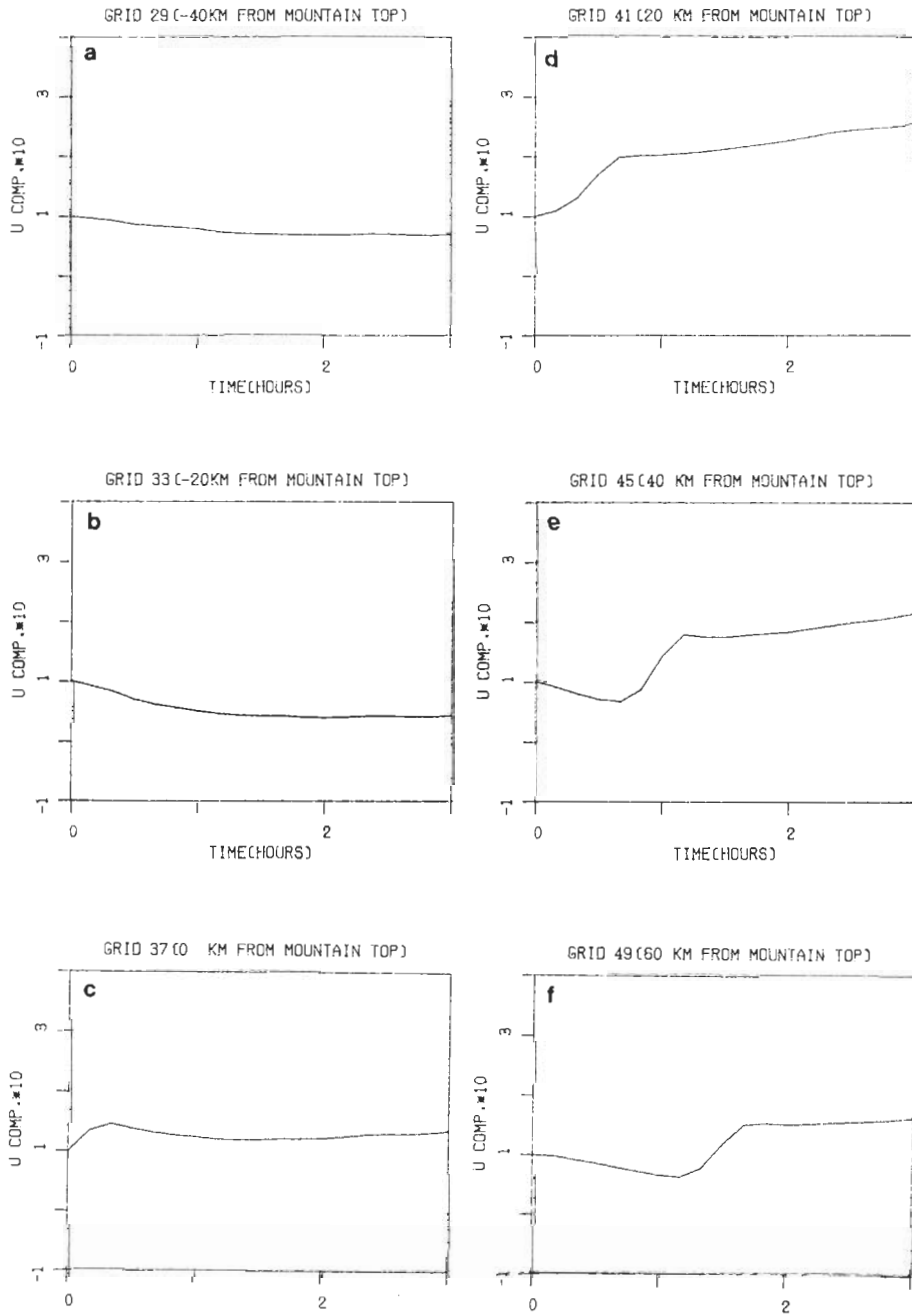 GRID 29(-40KM FROM MOUNTAIN TOP)
a
3
1
-1
U COMP.*10
0
2
TIME(HOURS)
GRID 41(20 KM FROM MOUNTAIN TOP)
d
3
1
-1
U COMP.*10
0
2
TIME(HOURS)
GRID 33(-20KM FROM MOUNTAIN TOP)
b
3
1
-1
U COMP.*10
0
2
TIME(HOURS)
GRID 45(40 KM FROM MOUNTAIN TOP)
e
3
1
-1
U COMP.*10
0
2
TIME(HOURS)
GRID 37(0 KM FROM MOUNTAIN TOP)
c
3
1
-1
U COMP.*10
0
2
GRID 49(60 KM FROM MOUNTAIN TOP)
f
3
1
-1
U COMP.*10
0
2